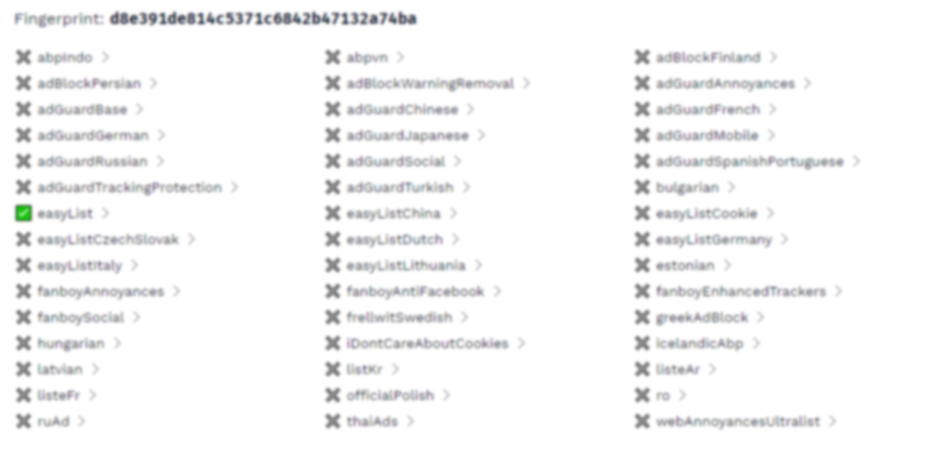 Fingerprint: d8e391de814c5371c6842b47132a74ba
abpIndo abpvn adBlockFinland
adBlockPersian adBlockWarningRemoval adGuardAnnoyances
adGuardBase adGuardChinese adGuardFrench
adGuardGerman adGuardJapanese adGuardMobile
adGuardRussian adGuardSocial adGuardSpanishPortuguese
adGuardTrackingProtection adGuardTurkish bulgarian
easyList easyListChina easyListCookie
easyListCzechSlovak easyListDutch easyListGermany
easyListItaly easyListLithuania estonian
fanboyAnnoyances fanboyAntiFacebook fanboyEnhancedTrackers
fanboySocial frellwitSwedish greekAdBlock
hungarian iDontCareAboutCookies icelandicAbp
latvian listKr listeAr
listeFr officialPolish ro
ruAd thaiAds webAnnoyancesUltralist